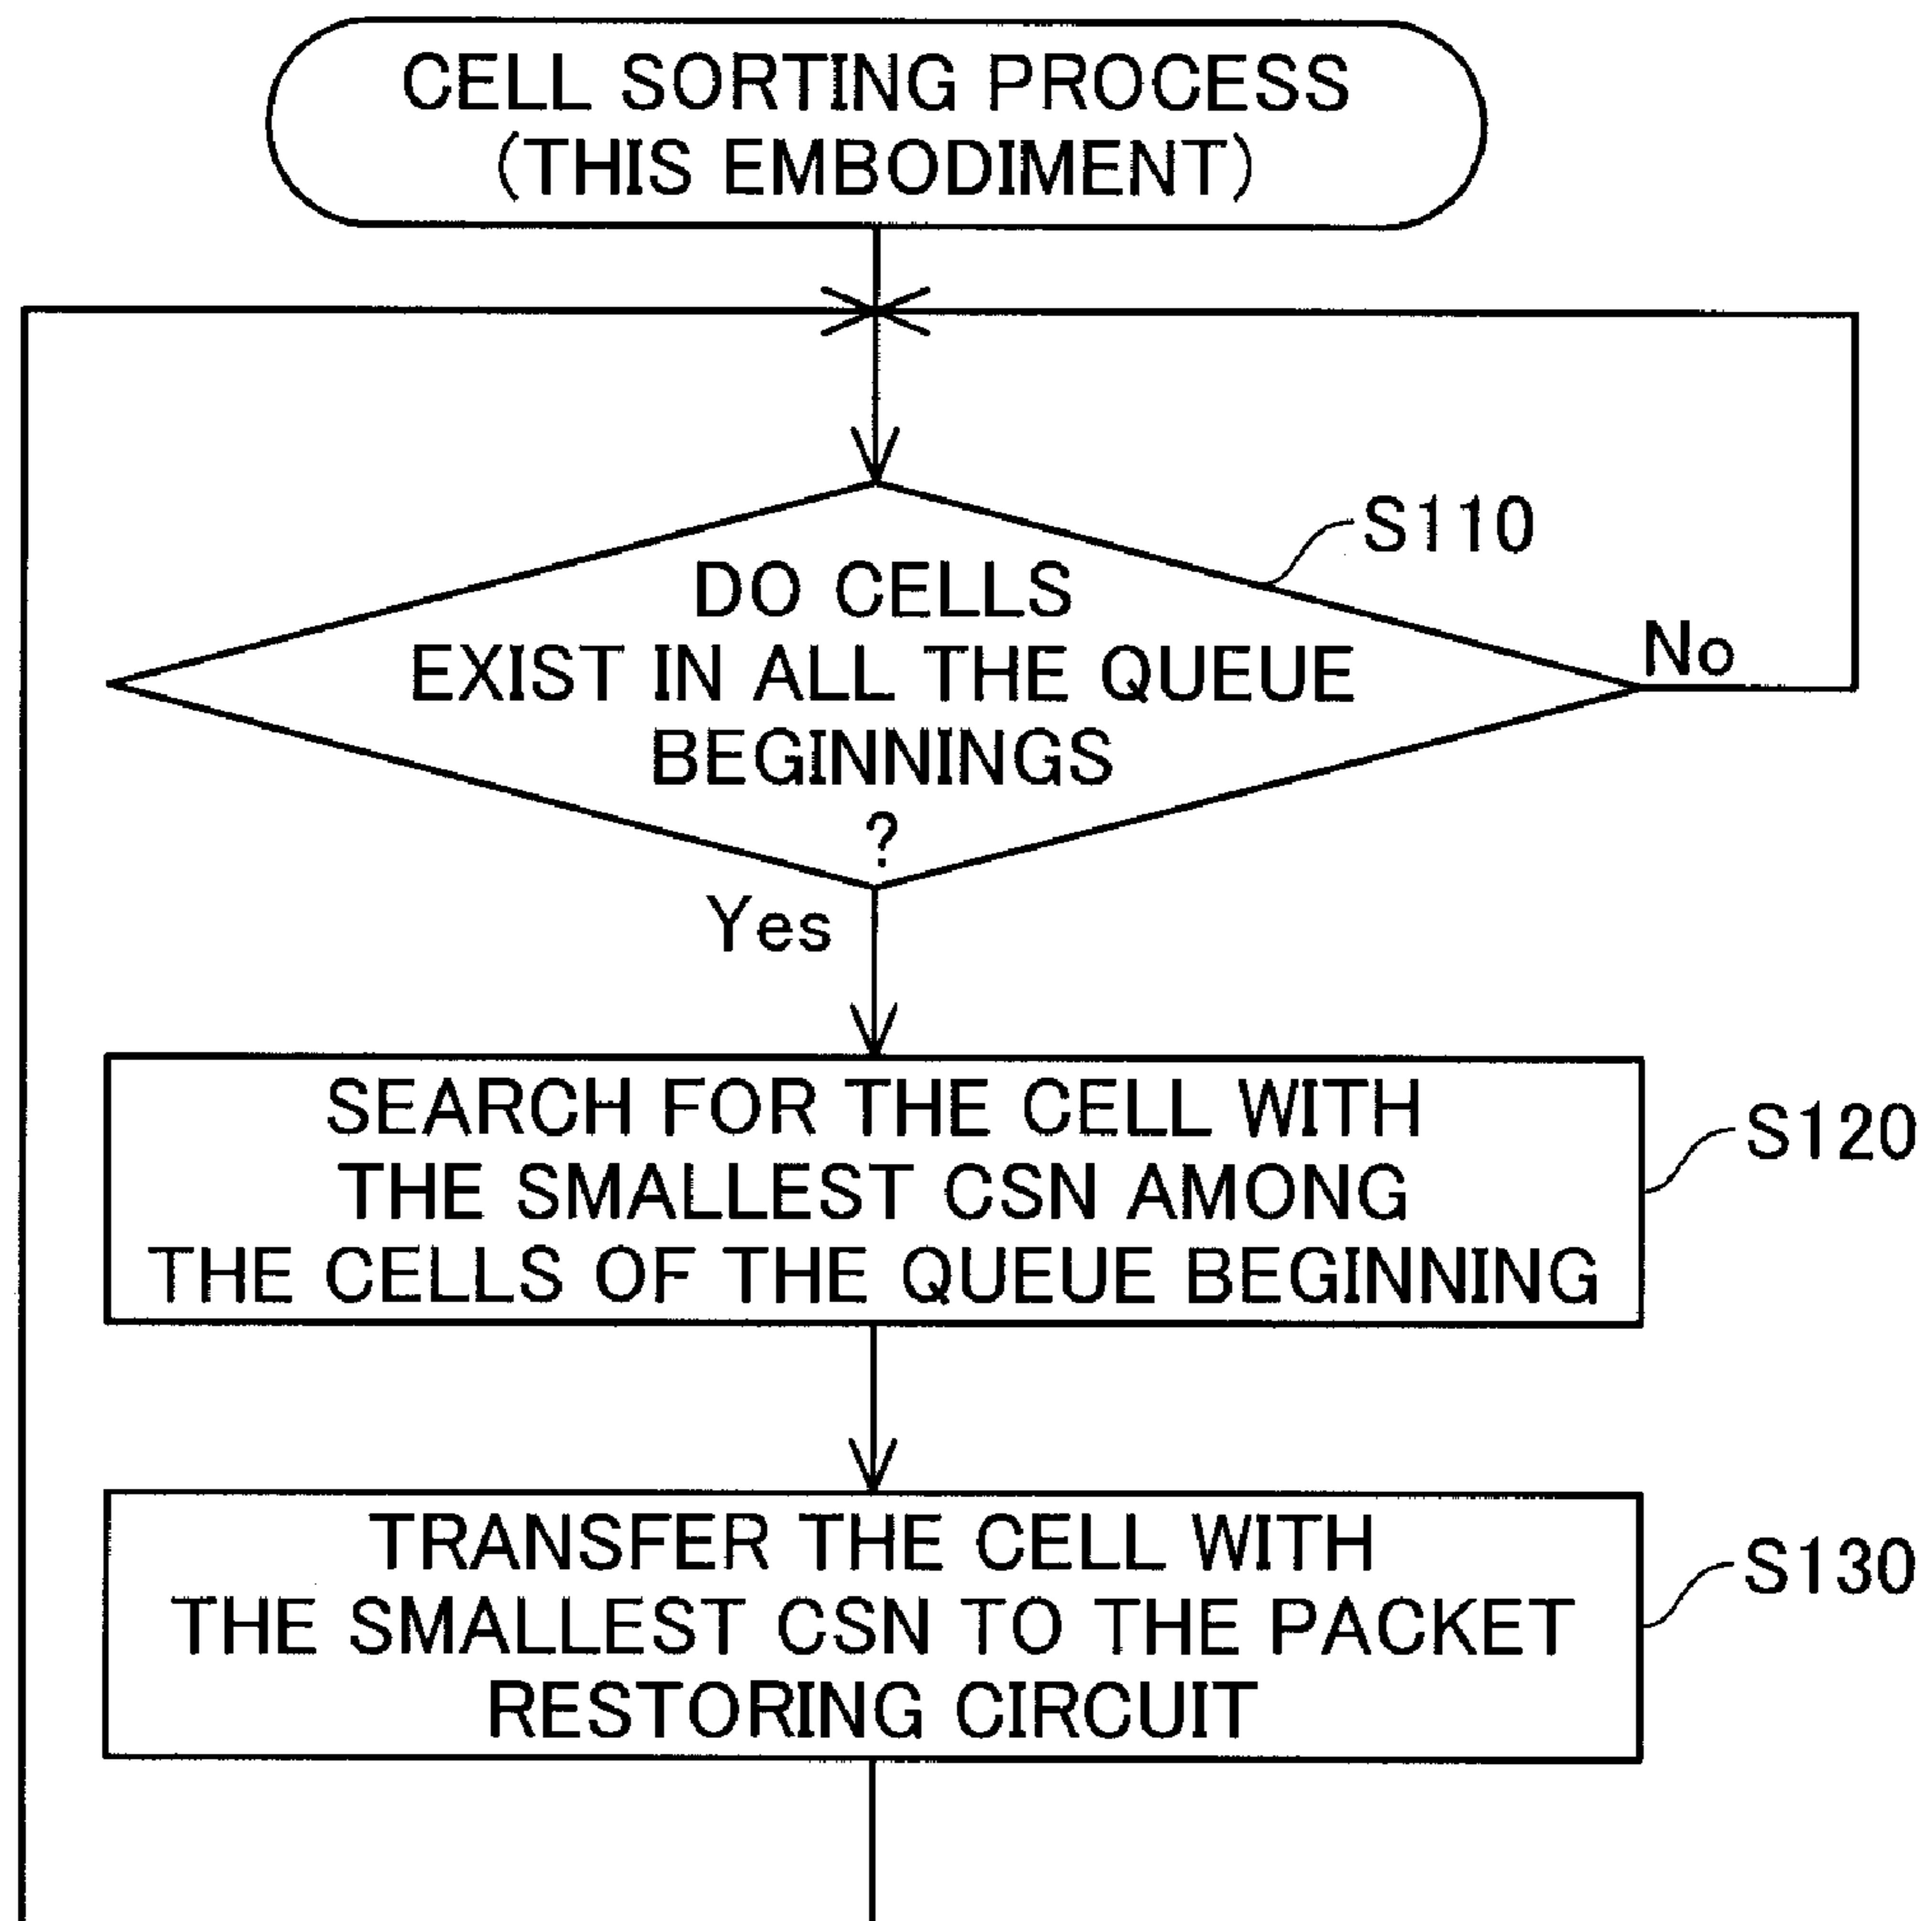 CELL SORTING PROCESS
(THIS EMBODIMENT)
S110
DO CELLS
EXIST IN ALL THE QUEUE
BEGINNINGS
?
No
Yes
SEARCH FOR THE CELL WITH
THE SMALLEST CSN AMONG
THE CELLS OF THE QUEUE BEGINNING
S120
TRANSFER THE CELL WITH
THE SMALLEST CSN TO THE PACKET
RESTORING CIRCUIT
S130